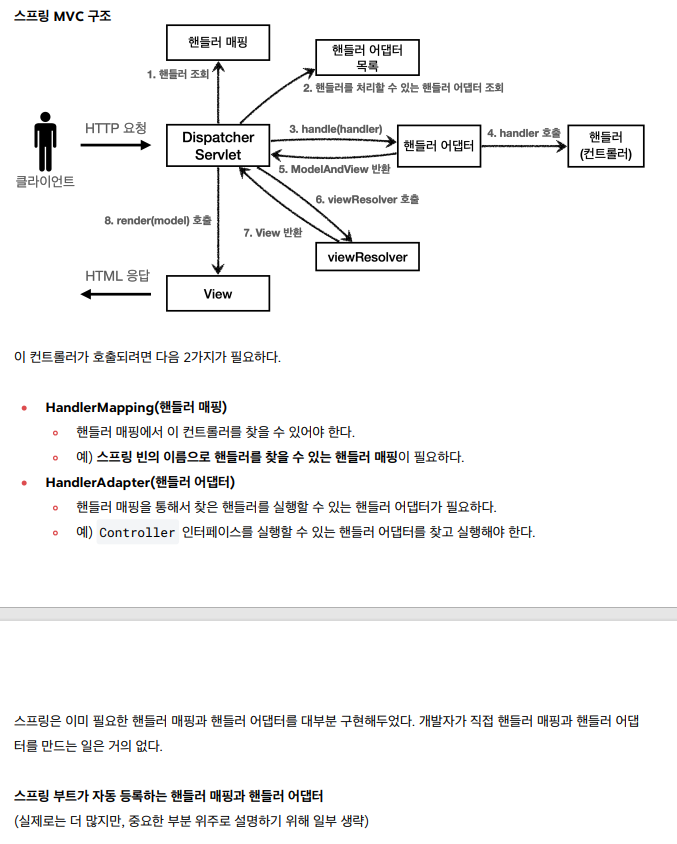 스프링 MVC 구조
핸들러 매핑
핸들러 어댑터
목록
1. 핸들러 조회
2. 핸들러를 처리할 수 있는 핸들러 어댑터 조회
HTTP 요청
Dispatcher
Servlet
3. handle(handler)
핸들러 어댑터
4. handler 호출
핸들러
(컨트롤러)
클라이언트
5. ModelAndView 반환
6. viewResolver 호출
8. render(model) 호출
7. View 반환
viewResolver
HTML 응답
View
이 컨트롤러가 호출되려면 다음 2가지가 필요하다.
HandlerMapping(핸들러 매핑)
핸들러 매핑에서 이 컨트롤러를 찾을 수 있어야 한다.
예) 스프링 빈의 이름으로 핸들러를 찾을 수 있는 핸들러 매핑이 필요하다.
HandlerAdapter(핸들러 어댑터)
핸들러 매핑을 통해서 찾은 핸들러를 실행할 수 있는 핸들러 어댑터가 필요하다.
예) Controller 인터페이스를 실행할 수 있는 핸들러 어댑터를 찾고 실행해야 한다.
스프링은 이미 필요한 핸들러 매핑과 핸들러 어댑터를 대부분 구현해두었다. 개발자가 직접 핸들러 매핑과 핸들러 어댑
터를 만드는 일은 거의 없다.
스프링 부트가 자동 등록하는 핸들러 매핑과 핸들러 어댑터
(실제로는 더 많지만, 중요한 부분 위주로 설명하기 위해 일부 생략)